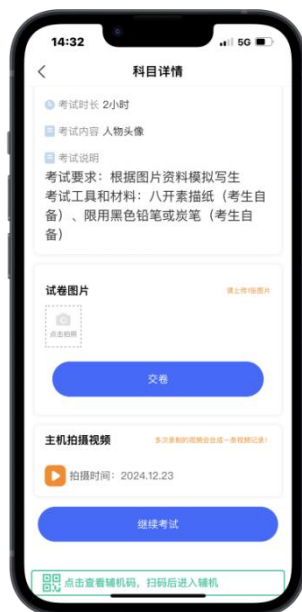 14:32
5G
科目详情
考试时长 2小时
考试内容 人物头像
考试说明
考试要求：根据图片资料模拟写生
考试工具和材料：八开素描纸（考生自
备）、限用黑色铅笔或炭笔（考生自
备）
试卷图片
请上传1张图片
点击拍照
交卷
主机拍摄视频
多次录制的视频会合成一条视频记录！
拍摄时间：2024.12.23
继续考试
点击查看辅机码，扫码后进入辅机